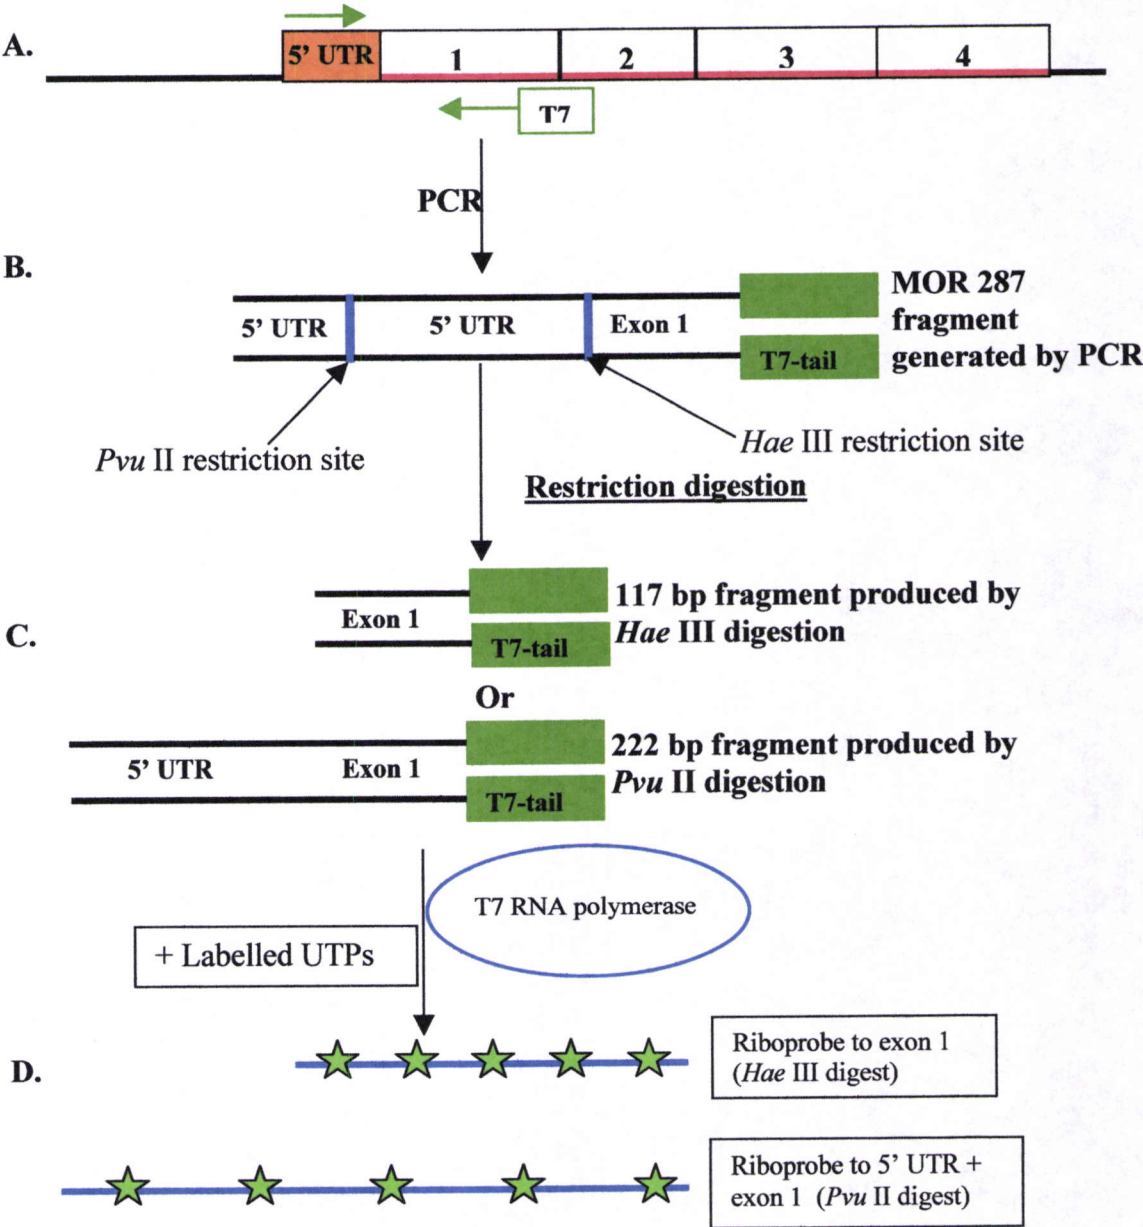 A.
5' UTR
1
2
3
4
T7
PCR
B.
5' UTR
5' UTR
Exon 1
T7-tail
MOR 287
fragment
generated by PCR
Pvu II restriction site
Hae III restriction site
Restriction digestion
C.
Exon 1
T7-tail
117 bp fragment produced by
Hae III digestion
Or
5' UTR
Exon 1
T7-tail
222 bp fragment produced by
Pvu II digestion
T7 RNA polymerase
+ Labelled UTPs
D.
Riboprobe to exon 1
(Hae III digest)
Riboprobe to 5' UTR +
exon 1 (Pvu II digest)